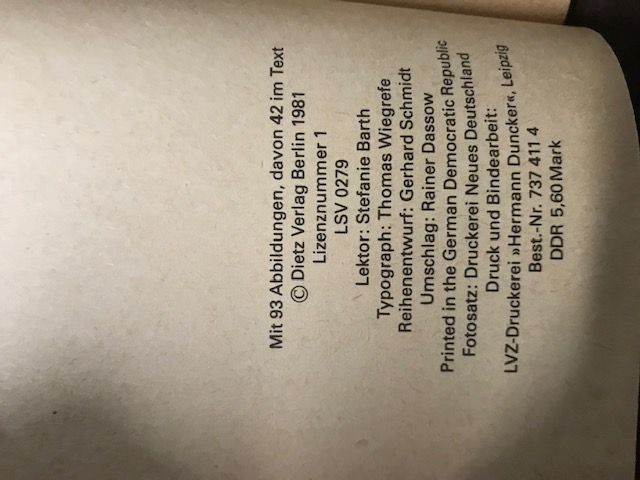 Mit 93 Abbildungen, davon 42 im Text
© Dietz Verlag Berlin 1981
Lizenznummer 1
LSV 0279
Lektor: Stefanie Barth
Typograph: Thomas Wiegrefe
Reihenentwurf: Gerhard Schmidt
Umschlag: Rainer Dassow
Printed in the German Democratic Republic
Fotosatz: Druckerei Neues Deutschland
Druck und Bindearbeit:
LVZ-Druckerei »Hermann Duncker«, Leipzig
Best.-Nr. 737 411 4
DDR 5,60 Mark